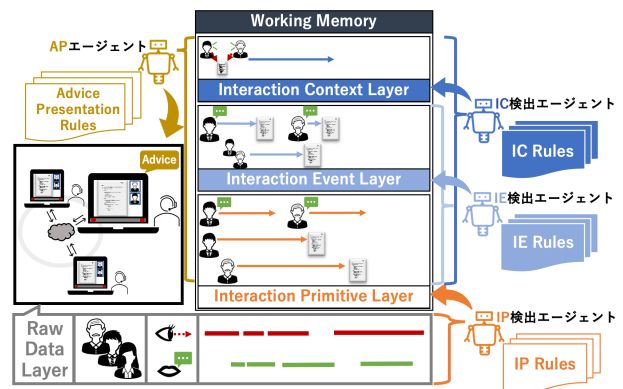 Working Memory
APエージェント
Advice
Presentation
Rules
Interaction Context Layer
IC検出エージェント
IC Rules
Advice
Interaction Event Layer
IE検出エージェント
IE Rules
Interaction Primitive Layer
IP検出エージェント
IP Rules
Raw
Data
Layer